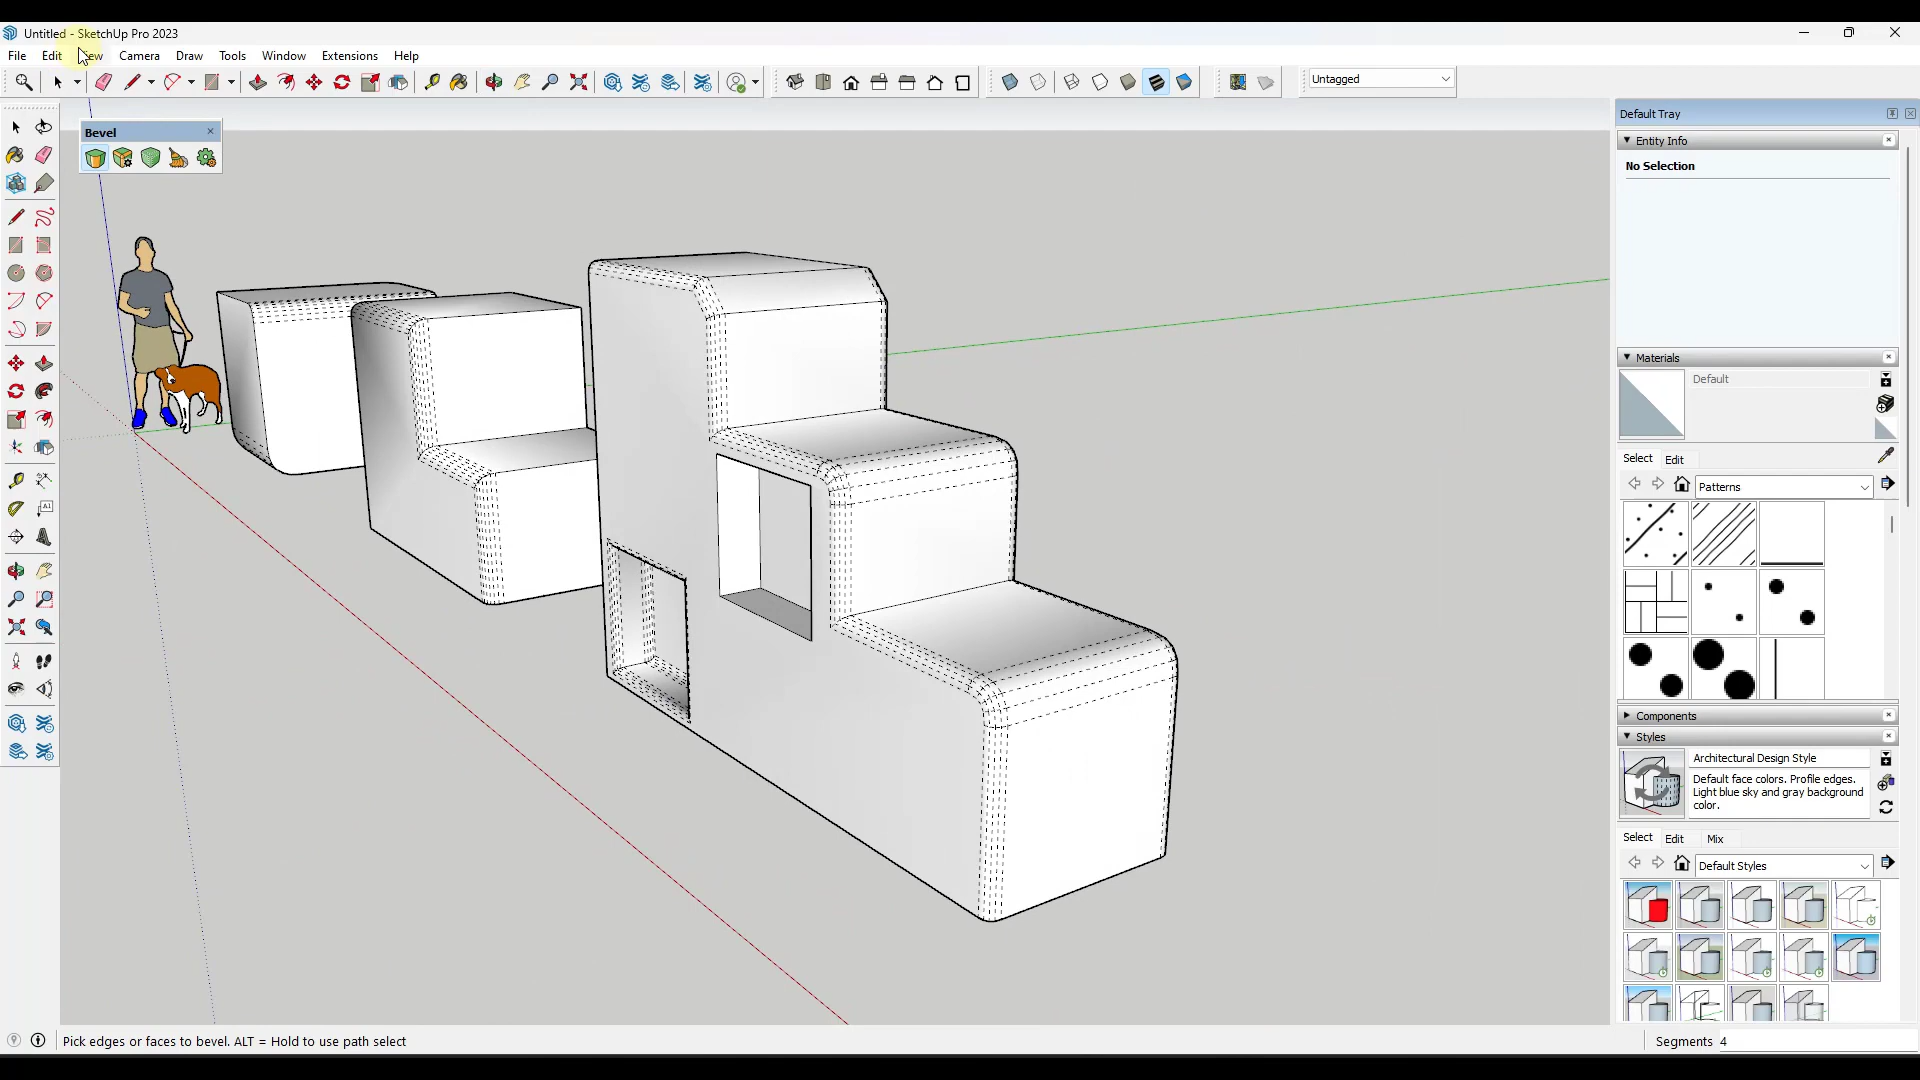 Untitled - SketchUp Pro 2023
File Edit View Camera Draw Tools Window Extensions Help
Untagged
Default Tray
Bevel
Entity Info
No Selection
Materials
Default
Select Edit
Patterns
Components
Styles
Architectural Design Style
Default face colors. Profile edges.
Light blue sky and gray background
color.
Select Edit Mix
Default Styles
Pick edges or faces to bevel. ALT = Hold to use path select
Segments 4